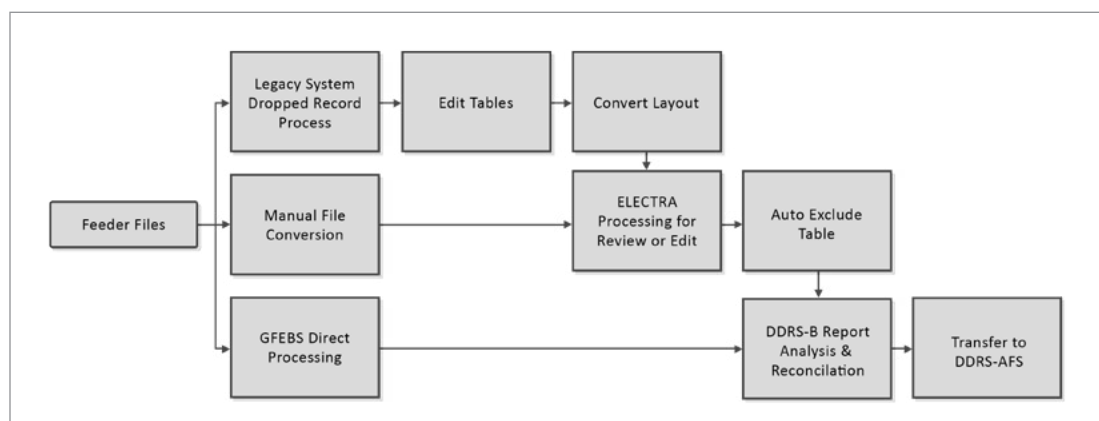 Legacy System
Dropped Record
Process
Edit Tables
Convert Layout
Feeder Files
Manual File
Conversion
ELECTRA
Processing for
Review or Edit
Auto Exclude
Table
GFEBS Direct
Processing
DDRS-B Report
Analysis &
Reconcilation
Transfer to
DDRS-AFS